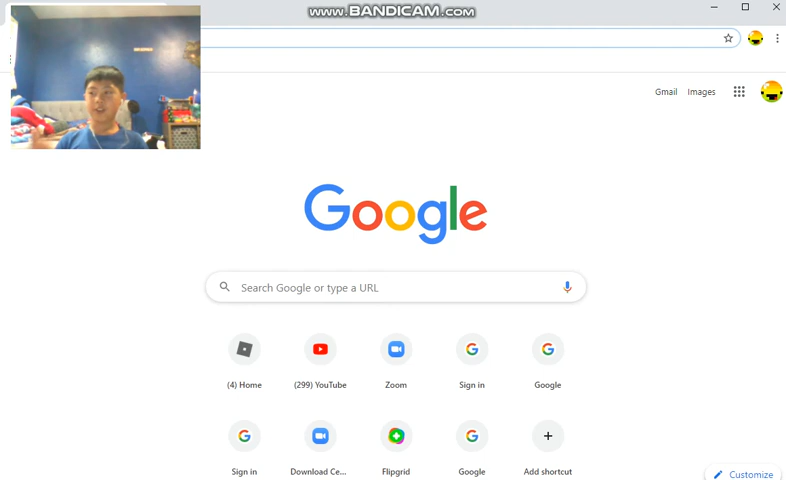 www.BANDICAM.com
Gmail Images
Google
Search Google or type a URL
(4) Home (299) YouTube Zoom Sign in Google
Sign in Download Ce... Flipgrid Google Add shortcut
Customize